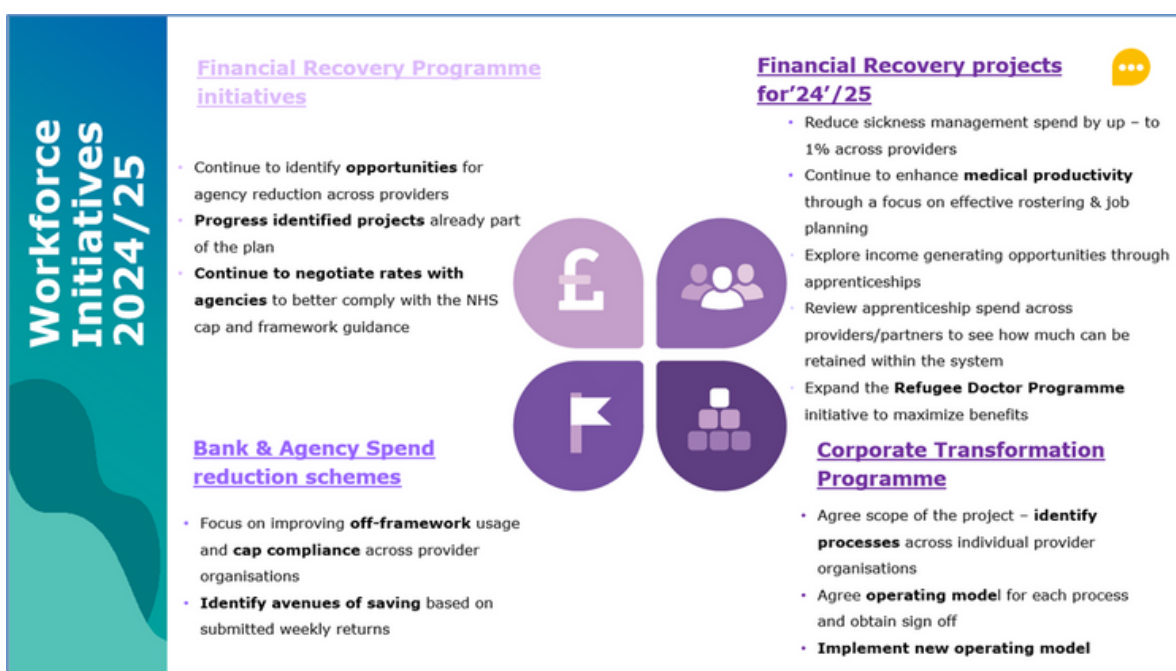 Workforce
Initiatives
2024/25
Financial Recovery Programme
initiatives
Continue to identify opportunities for
agency reduction across providers
Progress identified projects already part
of the plan
Continue to negotiate rates with
agencies to better comply with the NHS
cap and framework guidance
Financial Recovery projects
for'24'/25
• Reduce sickness management spend by up – to
1% across providers
• Continue to enhance medical productivity
through a focus on effective rostering & job
planning
Explore income generating opportunities through
apprenticeships
Review apprenticeship spend across
providers/partners to see how much can be
retained within the system
Expand the Refugee Doctor Programme
initiative to maximize benefits
£
Bank & Agency Spend
reduction schemes
• Focus on improving off-framework usage
and cap compliance across provider
organisations
• Identify avenues of saving based on
submitted weekly returns
Corporate Transformation
Programme
• Agree scope of the project – identify
processes across individual provider
organisations
• Agree operating model for each process
and obtain sign off
• Implement new operating model